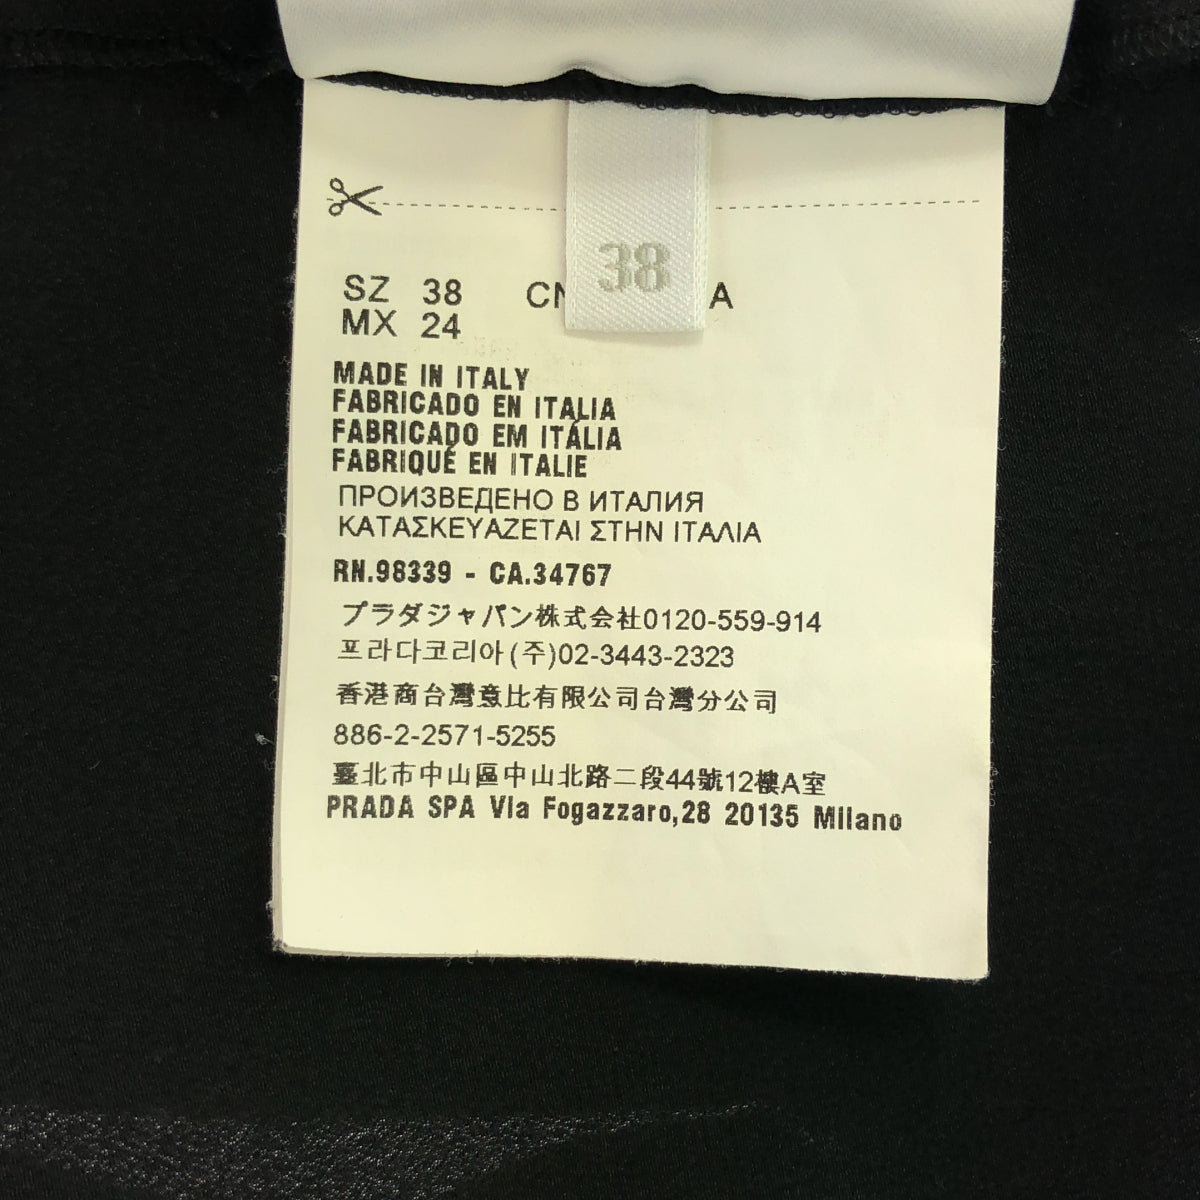 38
SZ 38
MX 24
MADE IN ITALY
FABRICADO EN ITALIA
FABRICADO EM ITÁLIA
FABRIQUÉ EN ITALIE
ПРОИЗВЕДЕНО В ИТАЛИЯ
ΚΑΤΑΣΚΕΥΑΖΕΤΑΙ ΣΤΗΝ ΙΤΑΛΙΑ
RN.98339 - CA.34767
プラダジャパン株式会社0120-559-914
프라다코리아(주)02-3443-2323
香港商台灣意比有限公司台灣分公司
886-2-2571-5255
臺北市中山區中山北路二段44號12樓A室
PRADA SPA Via Fogazzaro,28 20135 Milano